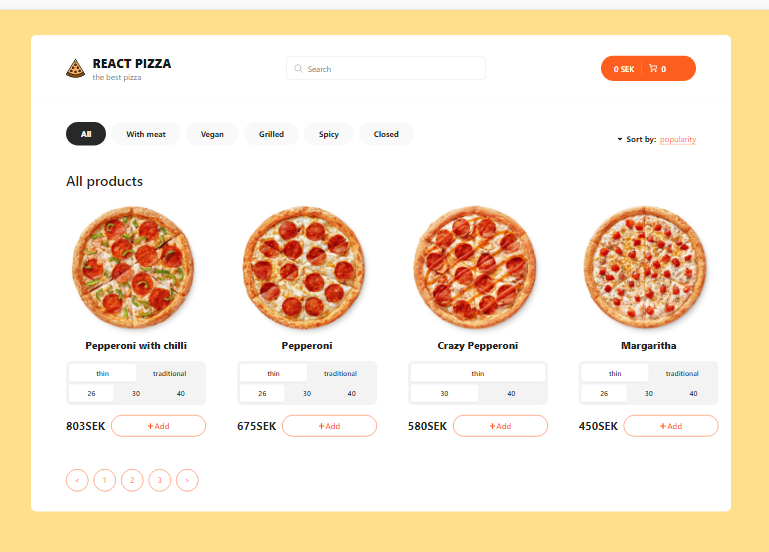 REACT PIZZA
the best pizza
Search
0 SEK 0
All With meat Vegan Grilled Spicy Closed
Sort by: popularity
All products
Pepperoni with chilli Pepperoni Crazy Pepperoni Margaritha
thin traditional thin traditional thin thin traditional
26 30 40 26 30 40 30 40 26 30 40
803SEK +Add 675SEK +Add 580SEK +Add 450SEK +Add
< 1 2 3 >